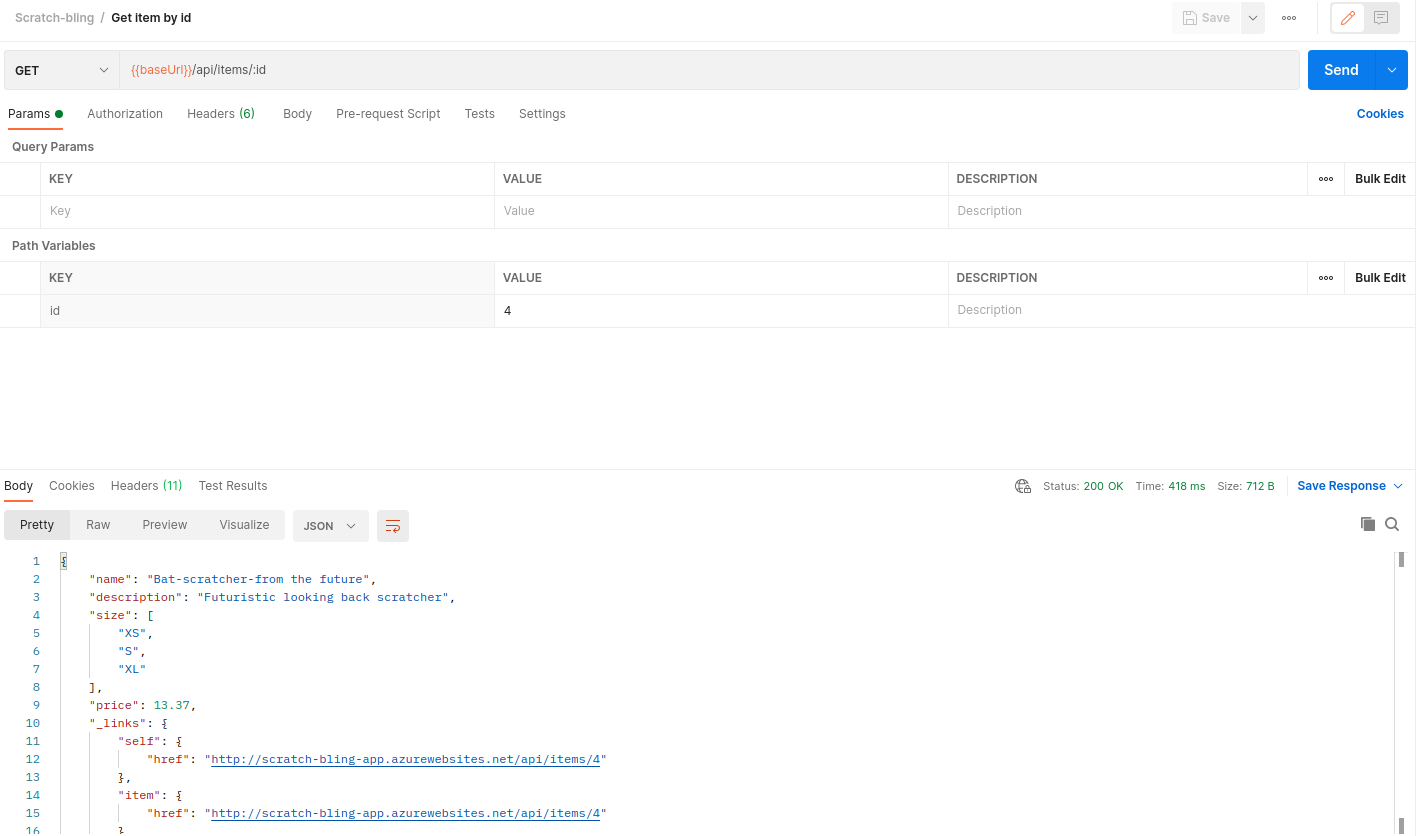 Scratch-bling / Get item by id Save
GET {{baseUrl}}/api/items/:id Send
Params Authorization Headers (6) Body Pre-request Script Tests Settings Cookies
Query Params
KEY VALUE DESCRIPTION Bulk Edit
Key Value Description
Path Variables
KEY VALUE DESCRIPTION Bulk Edit
id 4 Description
Body Cookies Headers (11) Test Results Status: 200 OK Time: 418 ms Size: 712 B Save Response
Pretty Raw Preview Visualize JSON
1 {
2 "name": "Bat-scratcher-from the future",
3 "description": "Futuristic looking back scratcher",
4 "size": [
5 "XS",
6 "S",
7 "XL"
8 ],
9 "price": 13.37,
10 "_links": {
11 "self": {
12 "href": "http://scratch-bling-app.azurewebsites.net/api/items/4"
13 },
14 "item": {
15 "href": "http://scratch-bling-app.azurewebsites.net/api/items/4"
16 }